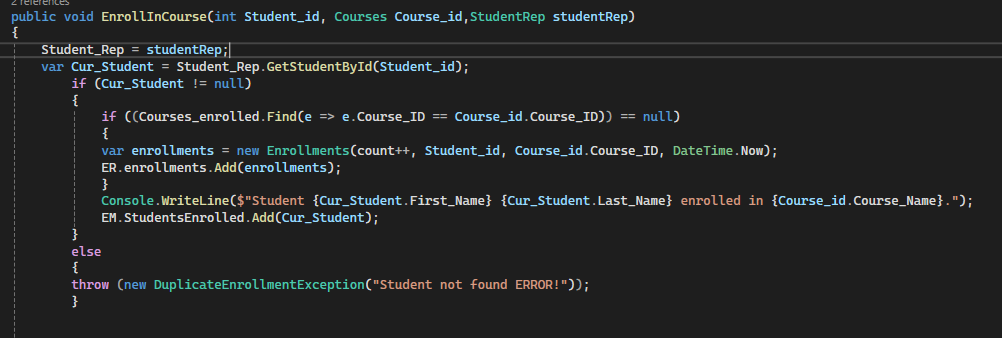 2 references
public void EnrollInCourse(int Student_id, Courses Course_id,StudentRep studentRep)
{
Student_Rep = studentRep;
var Cur_Student = Student_Rep.GetStudentById(Student_id);
if (Cur_Student != null)
{
if ((Courses_enrolled.Find(e => e.Course_ID == Course_id.Course_ID)) == null)
{
var enrollments = new Enrollments(count++, Student_id, Course_id.Course_ID, DateTime.Now);
ER.enrollments.Add(enrollments);
}
Console.WriteLine($"Student {Cur_Student.First_Name} {Cur_Student.Last_Name} enrolled in {Course_id.Course_Name}.");
EM.StudentsEnrolled.Add(Cur_Student);
}
else
{
throw (new DuplicateEnrollmentException("Student not found ERROR!"));
}